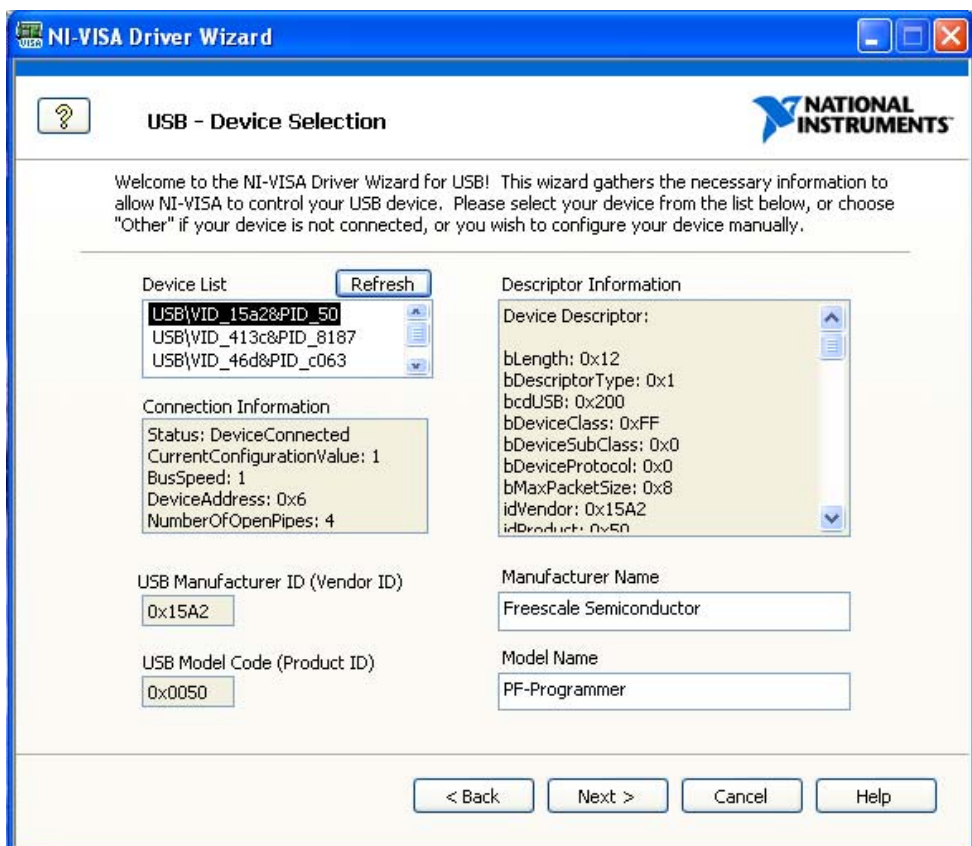 NI-VISA Driver Wizard
?
USB - Device Selection
NATIONAL
INSTRUMENTS™
Welcome to the NI-VISA Driver Wizard for USB! This wizard gathers the necessary information to
allow NI-VISA to control your USB device. Please select your device from the list below, or choose
"Other" if your device is not connected, or you wish to configure your device manually.
Device List
Refresh
USB\VID_15a2&PID_50
USB\VID_413c&PID_8187
USB\VID_46d&PID_c063
Connection Information
Status: DeviceConnected
CurrentConfigurationValue: 1
BusSpeed: 1
DeviceAddress: 0x6
NumberOfOpenPipes: 4
USB Manufacturer ID (Vendor ID)
0x15A2
USB Model Code (Product ID)
0x0050
Descriptor Information
Device Descriptor:
bLength: 0x12
bDescriptorType: 0x1
bcdUSB: 0x200
bDeviceClass: 0xFF
bDeviceSubClass: 0x0
bDeviceProtocol: 0x0
bMaxPacketSize: 0x8
idVendor: 0x15A2
idProduct: 0x50
Manufacturer Name
Freescale Semiconductor
Model Name
PF-Programmer
< Back
Next >
Cancel
Help